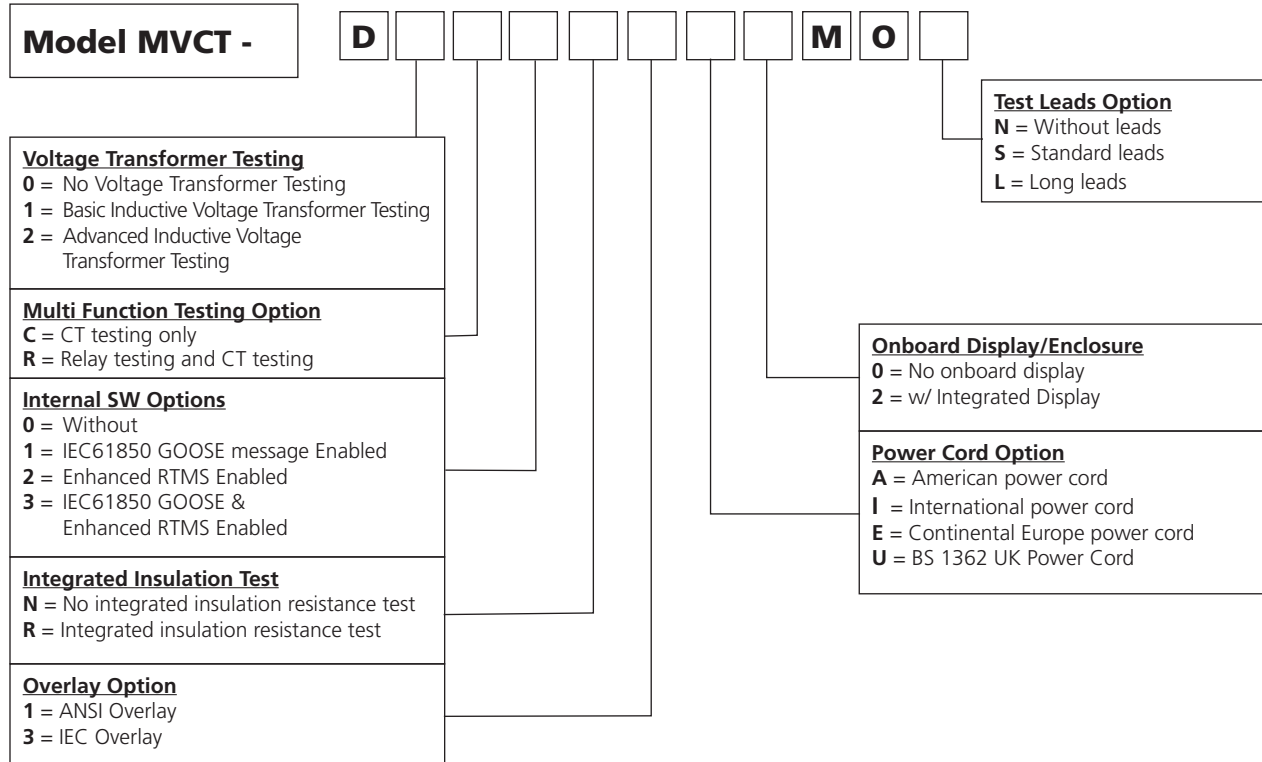 Model MVCT - D M O
Voltage Transformer Testing
0 = No Voltage Transformer Testing
1 = Basic Inductive Voltage Transformer Testing
2 = Advanced Inductive Voltage
Transformer Testing
Multi Function Testing Option
C = CT testing only
R = Relay testing and CT testing
Internal SW Options
0 = Without
1 = IEC61850 GOOSE message Enabled
2 = Enhanced RTMS Enabled
3 = IEC61850 GOOSE &
Enhanced RTMS Enabled
Integrated Insulation Test
N = No integrated insulation resistance test
R = Integrated insulation resistance test
Overlay Option
1 = ANSI Overlay
3 = IEC Overlay
Test Leads Option
N = Without leads
S = Standard leads
L = Long leads
Onboard Display/Enclosure
0 = No onboard display
2 = w/ Integrated Display
Power Cord Option
A = American power cord
I = International power cord
E = Continental Europe power cord
U = BS 1362 UK Power Cord